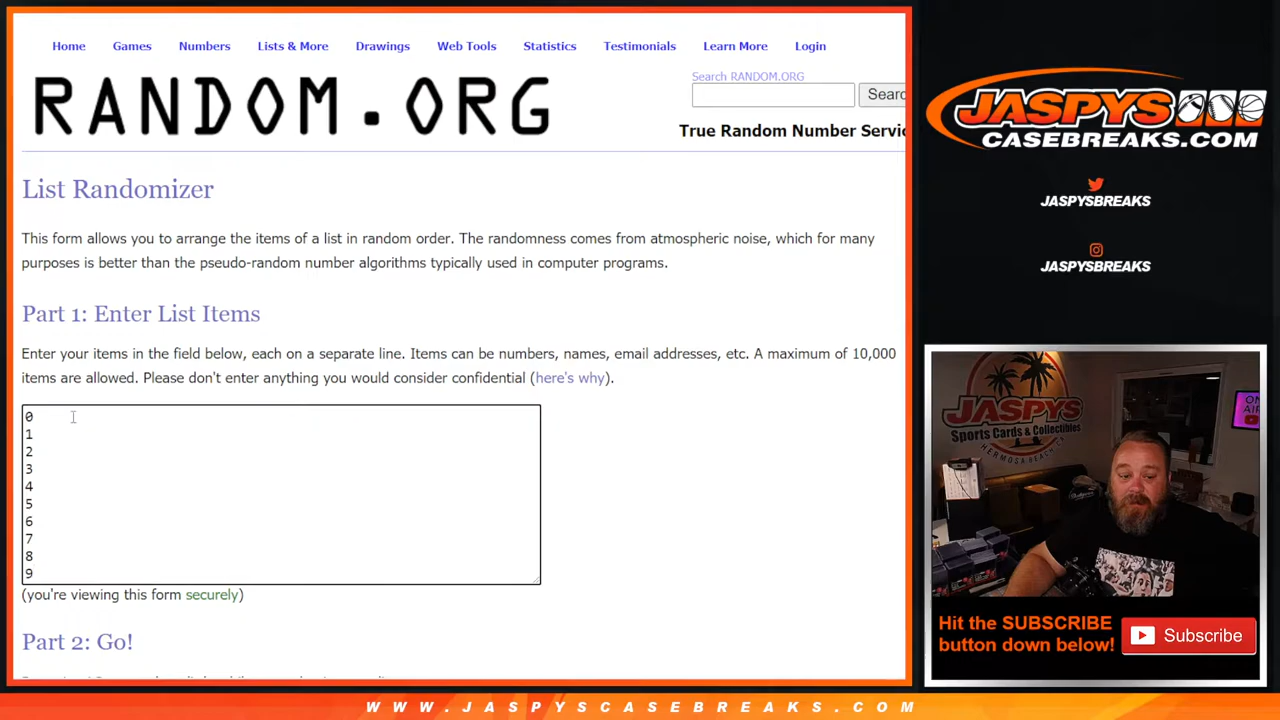 Home Games Numbers Lists & More Drawings Web Tools Statistics Testimonials Learn More Login
RANDOM.ORG
Search RANDOM.ORG
Searc
True Random Number Servic
List Randomizer
This form allows you to arrange the items of a list in random order. The randomness comes from atmospheric noise, which for many
purposes is better than the pseudo-random number algorithms typically used in computer programs.
Part 1: Enter List Items
Enter your items in the field below, each on a separate line. Items can be numbers, names, email addresses, etc. A maximum of 10,000
items are allowed. Please don't enter anything you would consider confidential (here's why).
0
1
2
3
4
5
6
7
8
9
(you're viewing this form securely)
Part 2: Go!
JASPYS
CASEBREAKS.COM
JASPYSBREAKS
JASPYSBREAKS
JASPYS
Sports Cards & Collectibles
HERMOSA BEACH, CA
ON
AIR
Hit the SUBSCRIBE
button down below!
Subscribe
WWW.JASPYSCASEBREAKS.COM